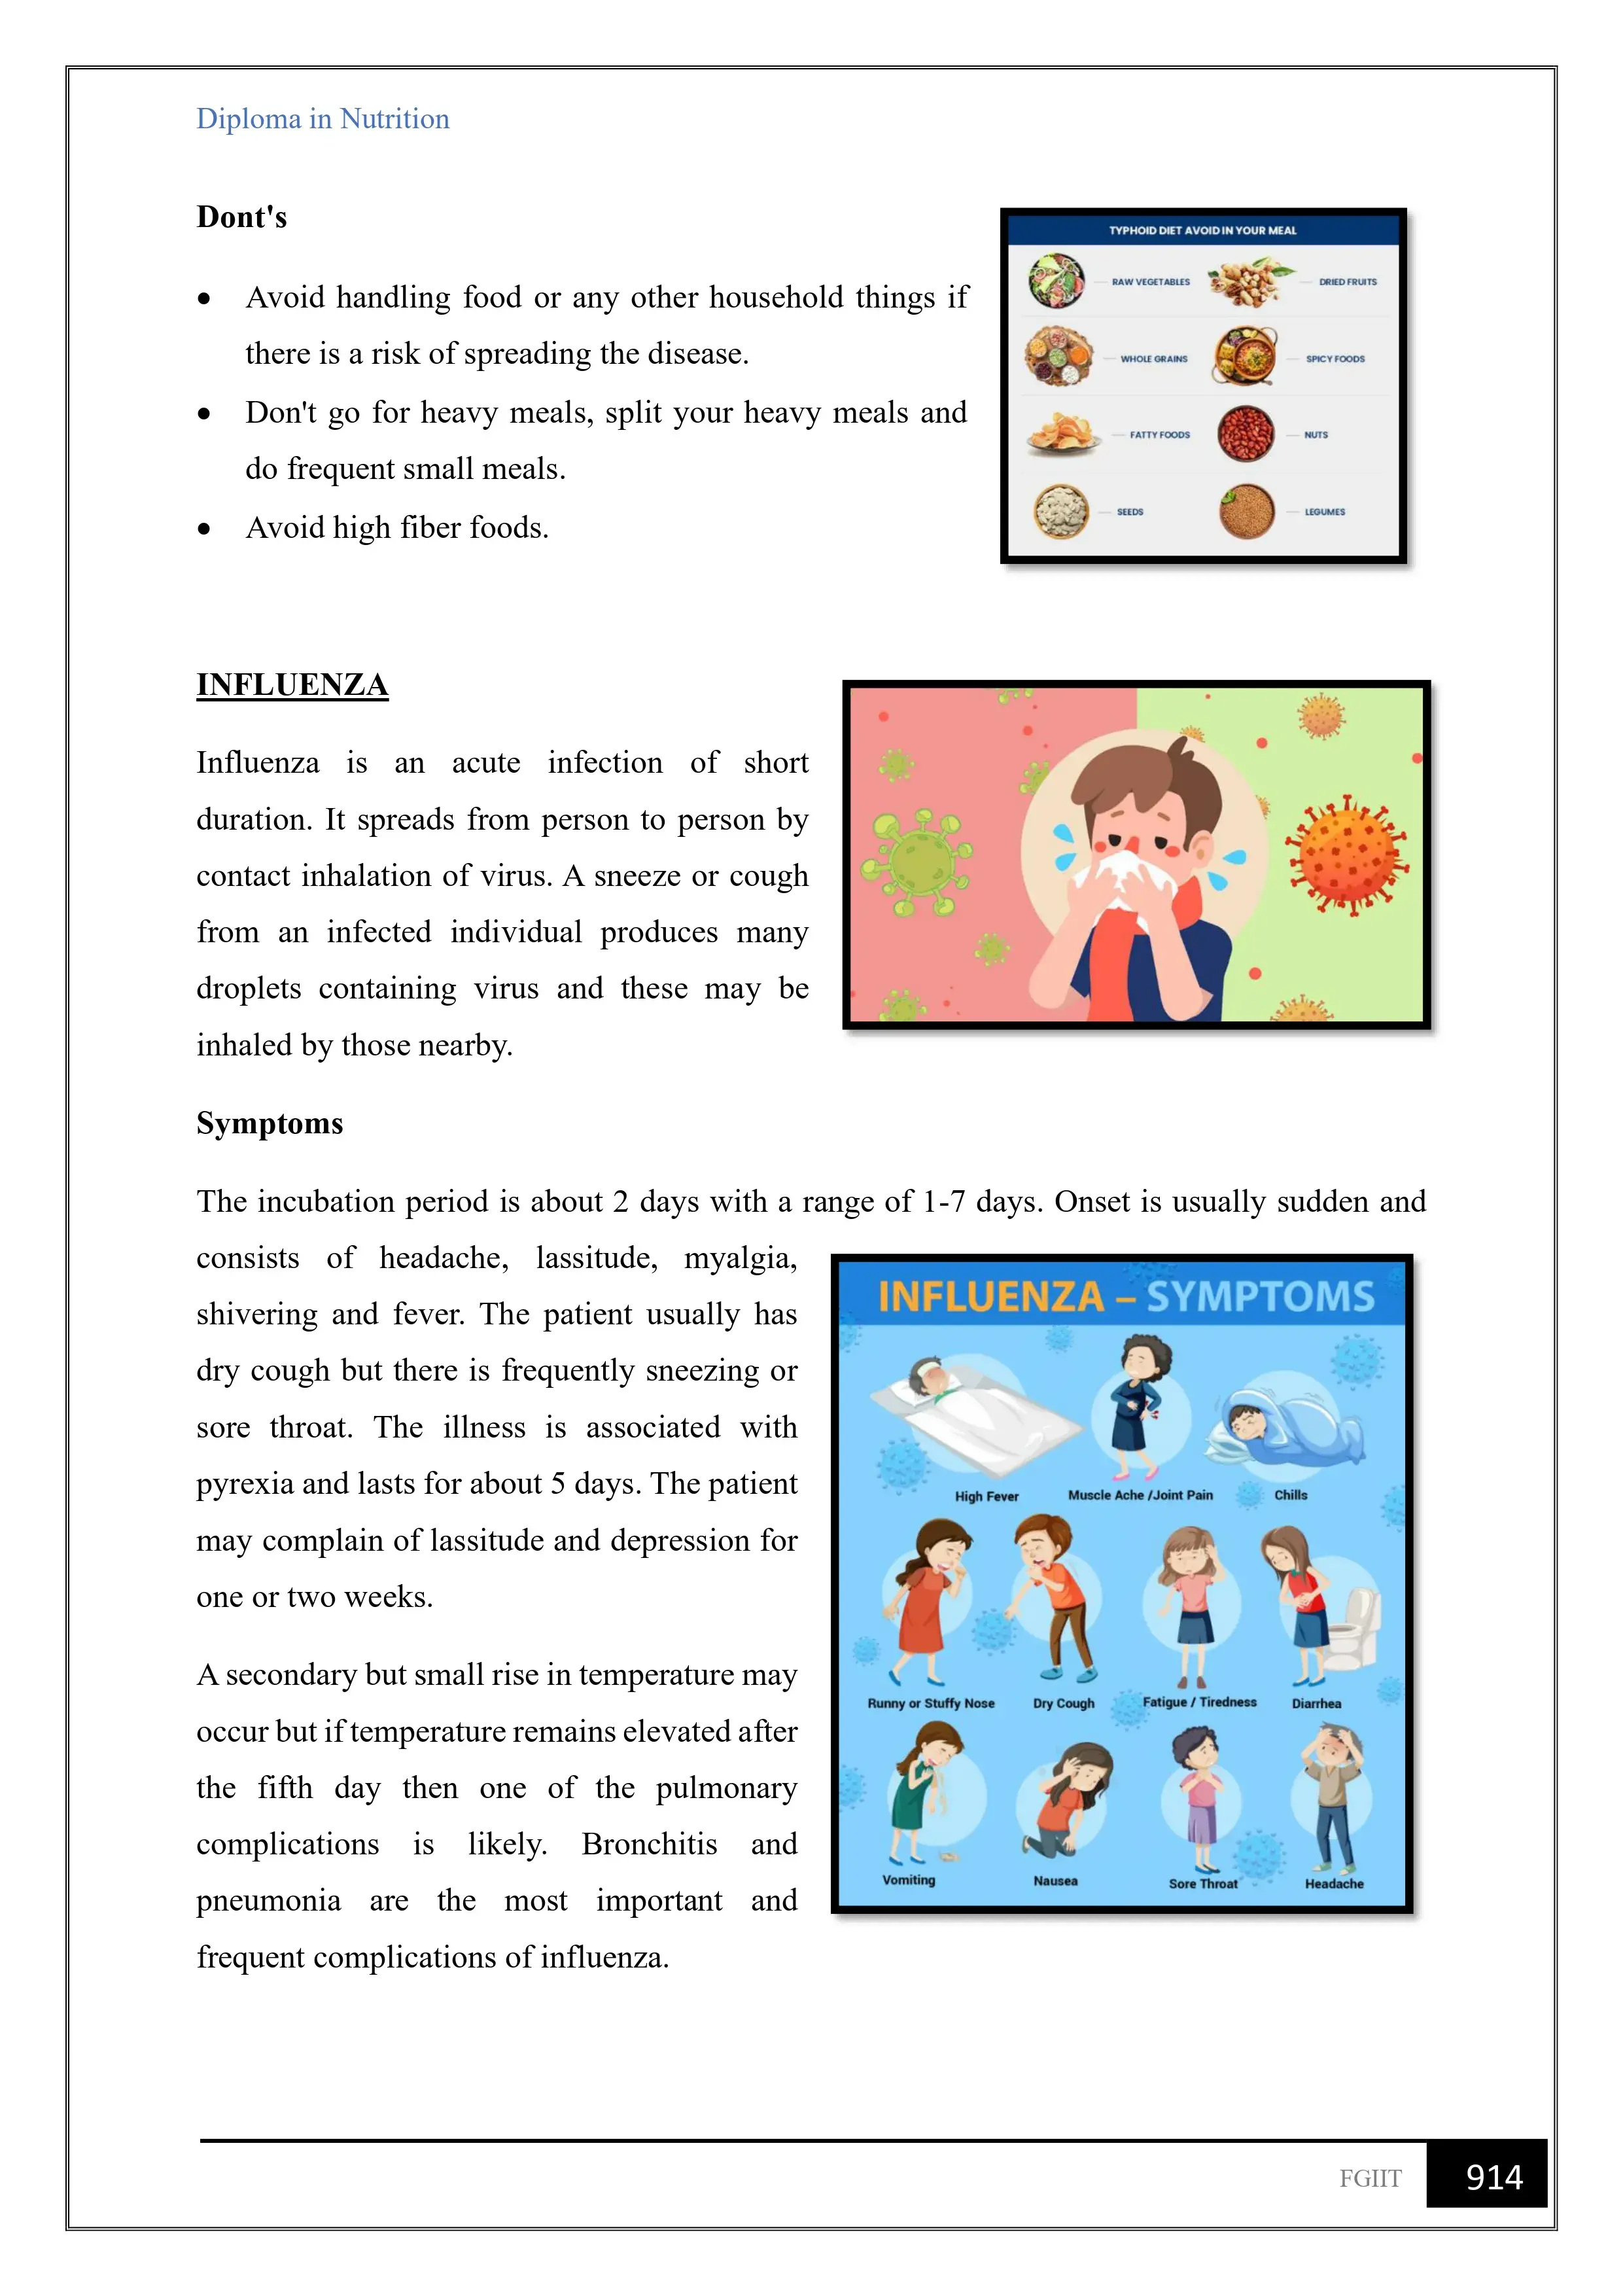 Diploma in Nutrition
Dont's
• Avoid handling food or any other household things if
there is a risk of spreading the disease.
• Don't go for heavy meals, split your heavy meals and
do frequent small meals.
• Avoid high fiber foods.
TYPHOID DIET AVOID IN YOUR MEAL
RAW VEGETABLES
DRIED FRUITS
WHOLE GRAINS
SPICY FOODS
FATTY FOODS
NUTS
SEEDS
LEGUMES
INFLUENZA
Influenza is an acute infection of short
duration. It spreads from person to person by
contact inhalation of virus. A sneeze or cough
from an infected individual produces many
droplets containing virus and these may be
inhaled by those nearby.
Symptoms
The incubation period is about 2 days with a range of 1-7 days. Onset is usually sudden and
consists of headache, lassitude, myalgia,
shivering and fever. The patient usually has
dry cough but there is frequently sneezing or
sore throat. The illness is associated with
pyrexia and lasts for about 5 days. The patient
may complain of lassitude and depression for
one or two weeks.
A secondary but small rise in temperature may
occur but if temperature remains elevated after
the fifth day then one of the pulmonary
complications is likely. Bronchitis and
pneumonia are the most important and
frequent complications of influenza.
INFLUENZA – SYMPTOMS
High Fever
Muscle Ache /Joint Pain
Chills
Runny or Stuffy Nose
Dry Cough
Fatigue / Tiredness
Diarrhea
Vomiting
Nausea
Sore Throat
Headache
FGIIT
914